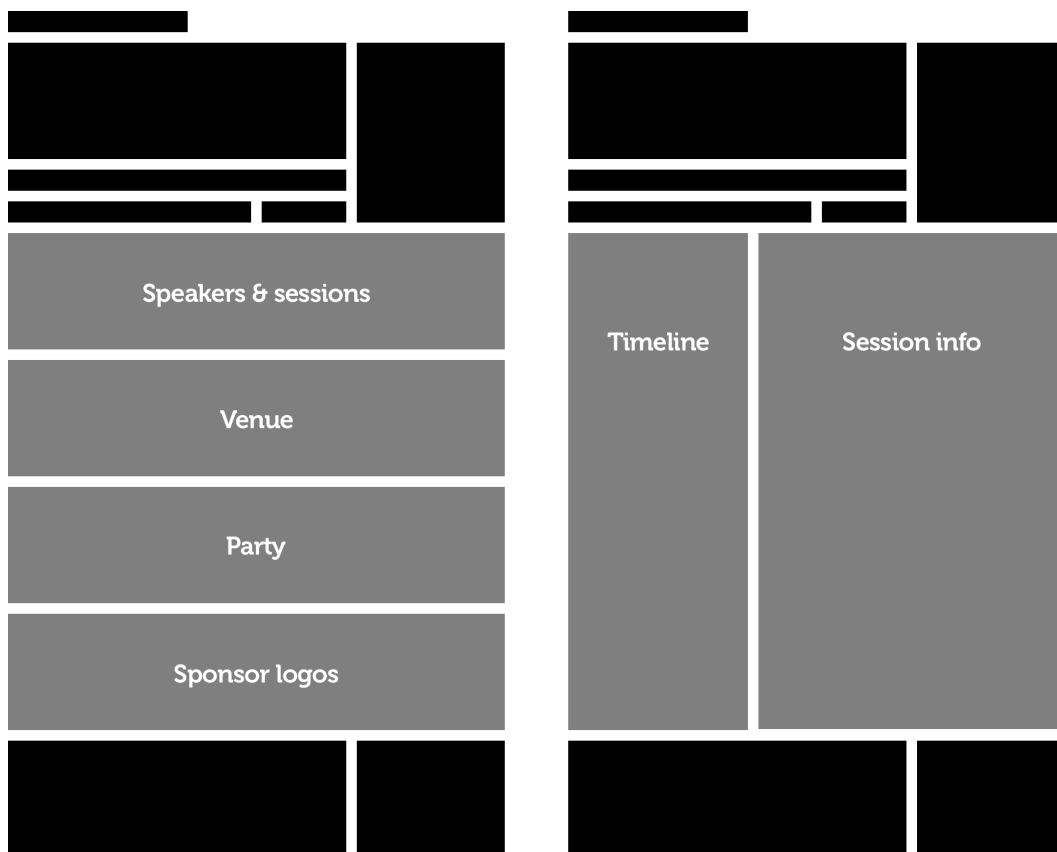 Speakers & sessions
Venue
Party
Sponsor logos
Timeline
Session info